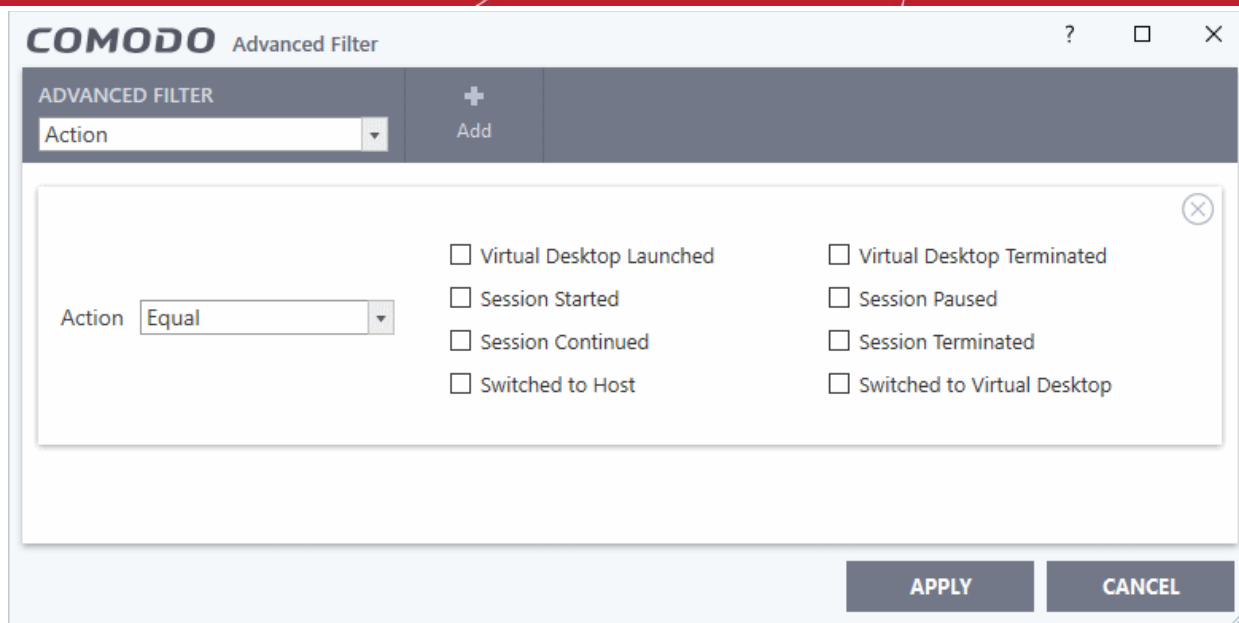 COMODO Advanced Filter ?
ADVANCED FILTER
Action
Add
Virtual Desktop Launched Virtual Desktop Terminated
Session Started Session Paused
Action Equal
Session Continued Session Terminated
Switched to Host Switched to Virtual Desktop
APPLY CANCEL